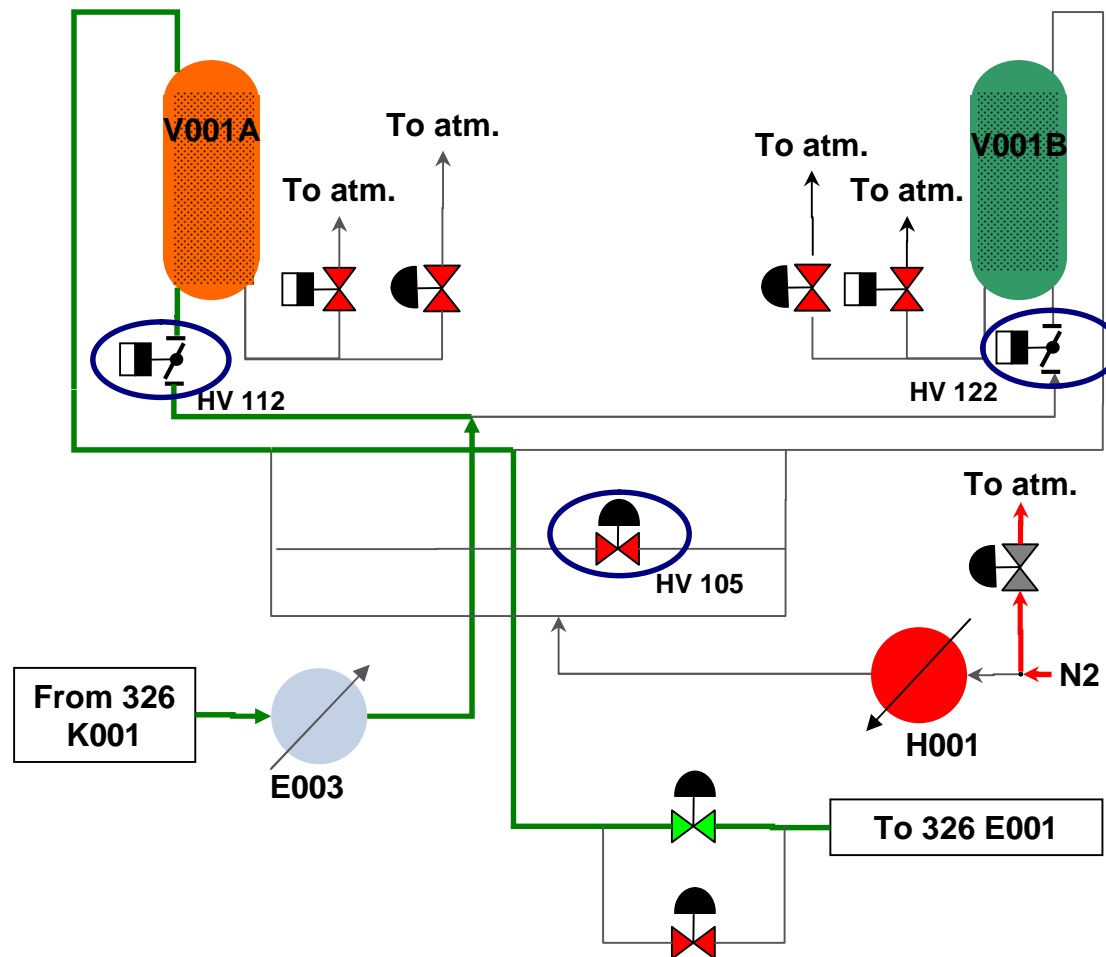 To atm.
To atm.
V001A
To atm.
V001B
To atm.
HV 112
HV 122
To atm.
HV 105
From 326
K001
N2
H001
E003
To 326 E001